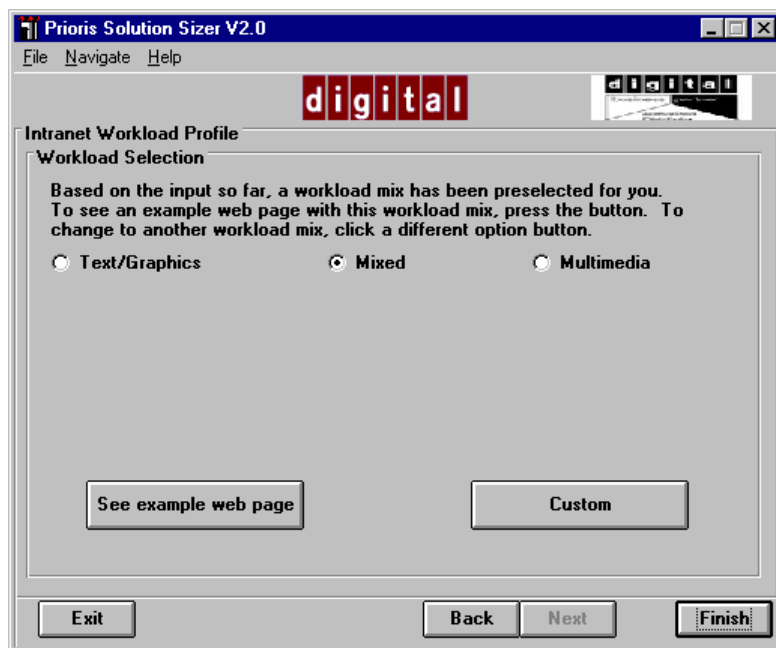 Prioris Solution Sizer V2.0
File Navigate Help
digital
digital
Intranet Workload Profile
Workload Selection
Based on the input so far, a workload mix has been preselected for you.
To see an example web page with this workload mix, press the button. To
change to another workload mix, click a different option button.
Text/Graphics Mixed Multimedia
See example web page Custom
Exit Back Next Finish